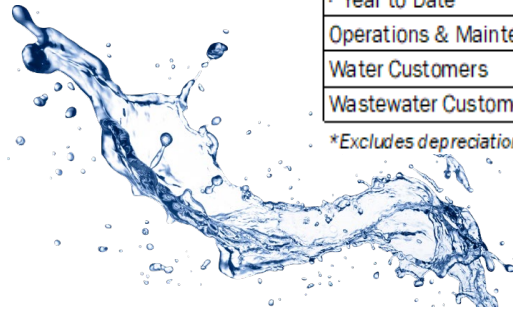 · Year to Date
Operations & Mainte
Water Customers
Wastewater Custom
*Excludes depreciation